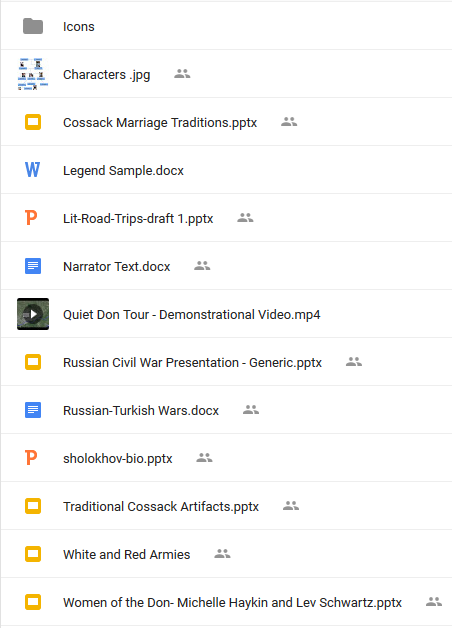 Icons
Characters .jpg
Cossack Marriage Traditions.pptx
Legend Sample.docx
Lit-Road-Trips-draft 1.pptx
Narrator Text.docx
Quiet Don Tour - Demonstrational Video.mp4
Russian Civil War Presentation - Generic.pptx
Russian-Turkish Wars.docx
sholokhov-bio.pptx
Traditional Cossack Artifacts.pptx
White and Red Armies
Women of the Don- Michelle Haykin and Lev Schwartz.pptx